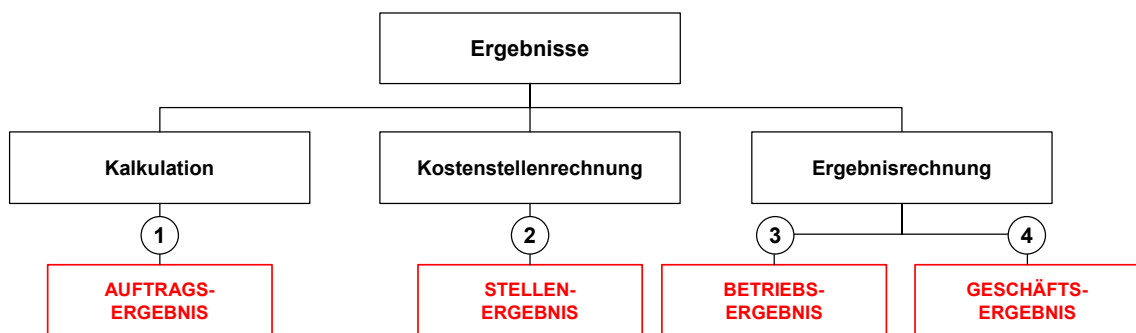 Ergebnisse
Kalkulation
Kostenstellenrechnung
Ergebnisrechnung
1
2
3
4
AUFTRAGS-
ERGEBNIS
STELLEN-
ERGEBNIS
BETRIEBS-
ERGEBNIS
GESCHÄFTS-
ERGEBNIS